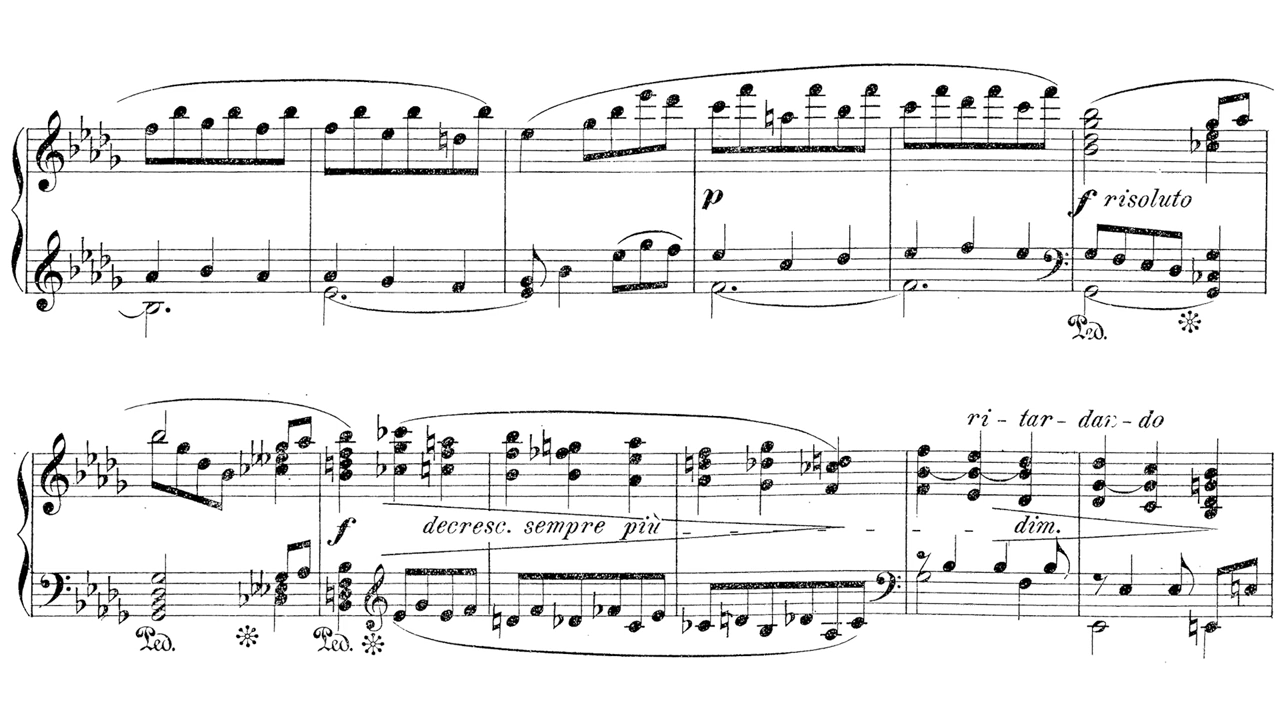 p
f risoluto
Ped.
ri - tar - dan - do
f
decresc. sempre più
dim.
Ped.
Ped.